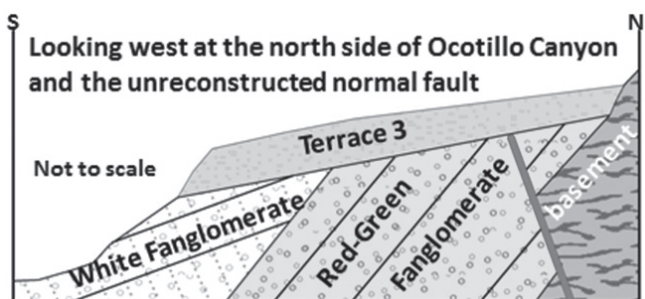 S
N
Looking west at the north side of Ocotillo Canyon
and the unreconstructed normal fault
Terrace 3
Not to scale
White Fanglomerate
Red-Green
Fanglomerate
basement